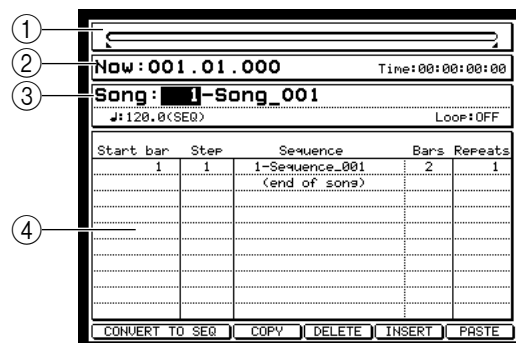 ①
② Now:001.01.000 Time:00:00:00:00
③ Song: 1-Song_001
♩:120.0(SEQ) Loop:OFF
Start bar Step Sequence Bars Repeats
1 1 1-Sequence_001 2 1
(end of song)
④
CONVERT TO SEQ COPY DELETE INSERT PASTE